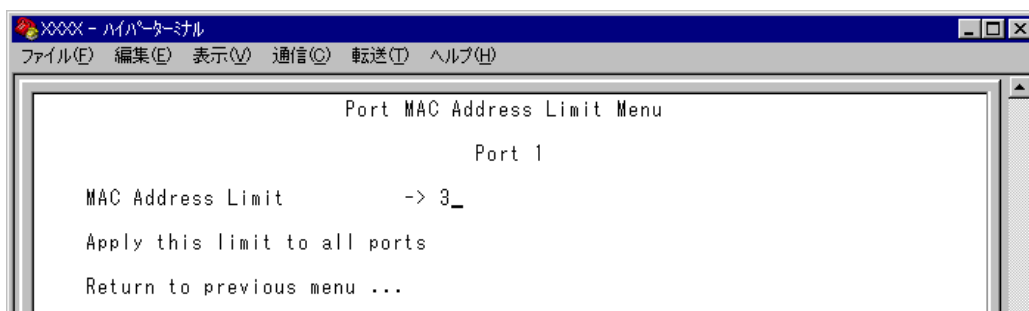 XXXX - ハイパーターミナル
ファイル(F) 編集(E) 表示(V) 通信(C) 転送(T) ヘルプ(H)
Port MAC Address Limit Menu
Port 1
MAC Address Limit -> 3_
Apply this limit to all ports
Return to previous menu ...